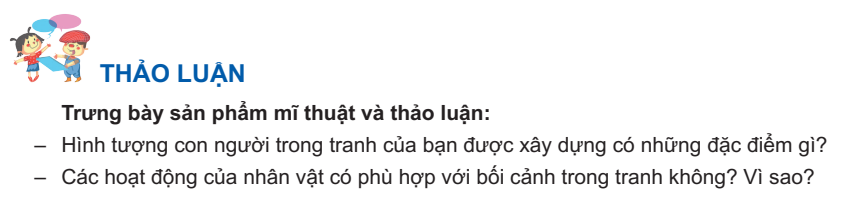 THẢO LUẬN
Trưng bày sản phẩm mĩ thuật và thảo luận:
– Hình tượng con người trong tranh của bạn được xây dựng có những đặc điểm gì?
– Các hoạt động của nhân vật có phù hợp với bối cảnh trong tranh không? Vì sao?